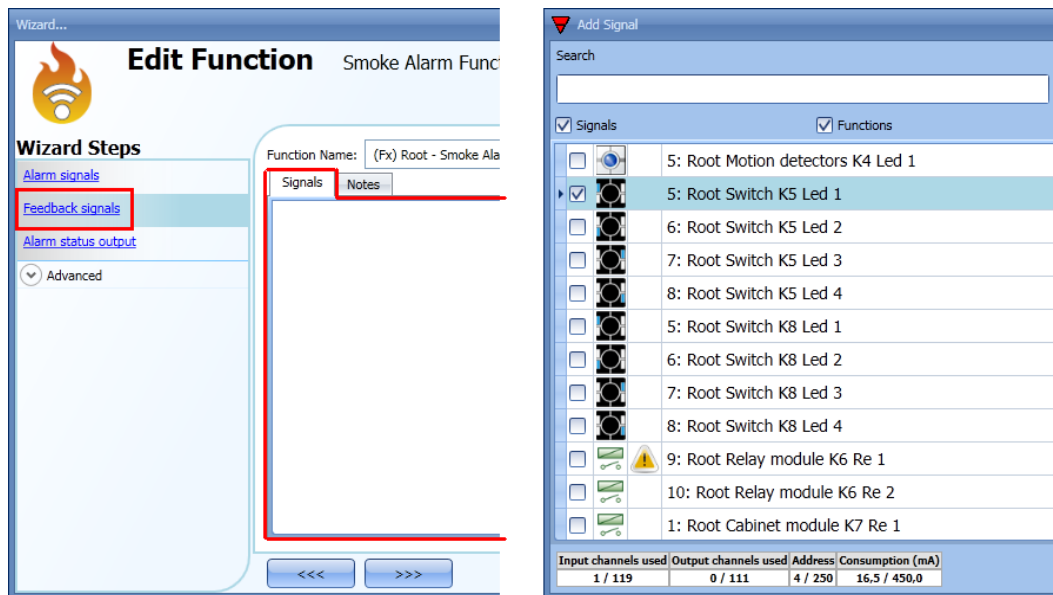 Wizard...
Edit Function Smoke Alarm Func
Wizard Steps
Alarm signals
Feedback signals
Alarm status output
Advanced
Function Name: (Fx) Root - Smoke Ala
Signals Notes
<<< >>>
Add Signal
Search
Signals Functions
5: Root Motion detectors K4 Led 1
5: Root Switch K5 Led 1
6: Root Switch K5 Led 2
7: Root Switch K5 Led 3
8: Root Switch K5 Led 4
5: Root Switch K8 Led 1
6: Root Switch K8 Led 2
7: Root Switch K8 Led 3
8: Root Switch K8 Led 4
9: Root Relay module K6 Re 1
10: Root Relay module K6 Re 2
1: Root Cabinet module K7 Re 1
Input channels used Output channels used Address Consumption (mA)
1 / 119 0 / 111 4 / 250 16,5 / 450,0